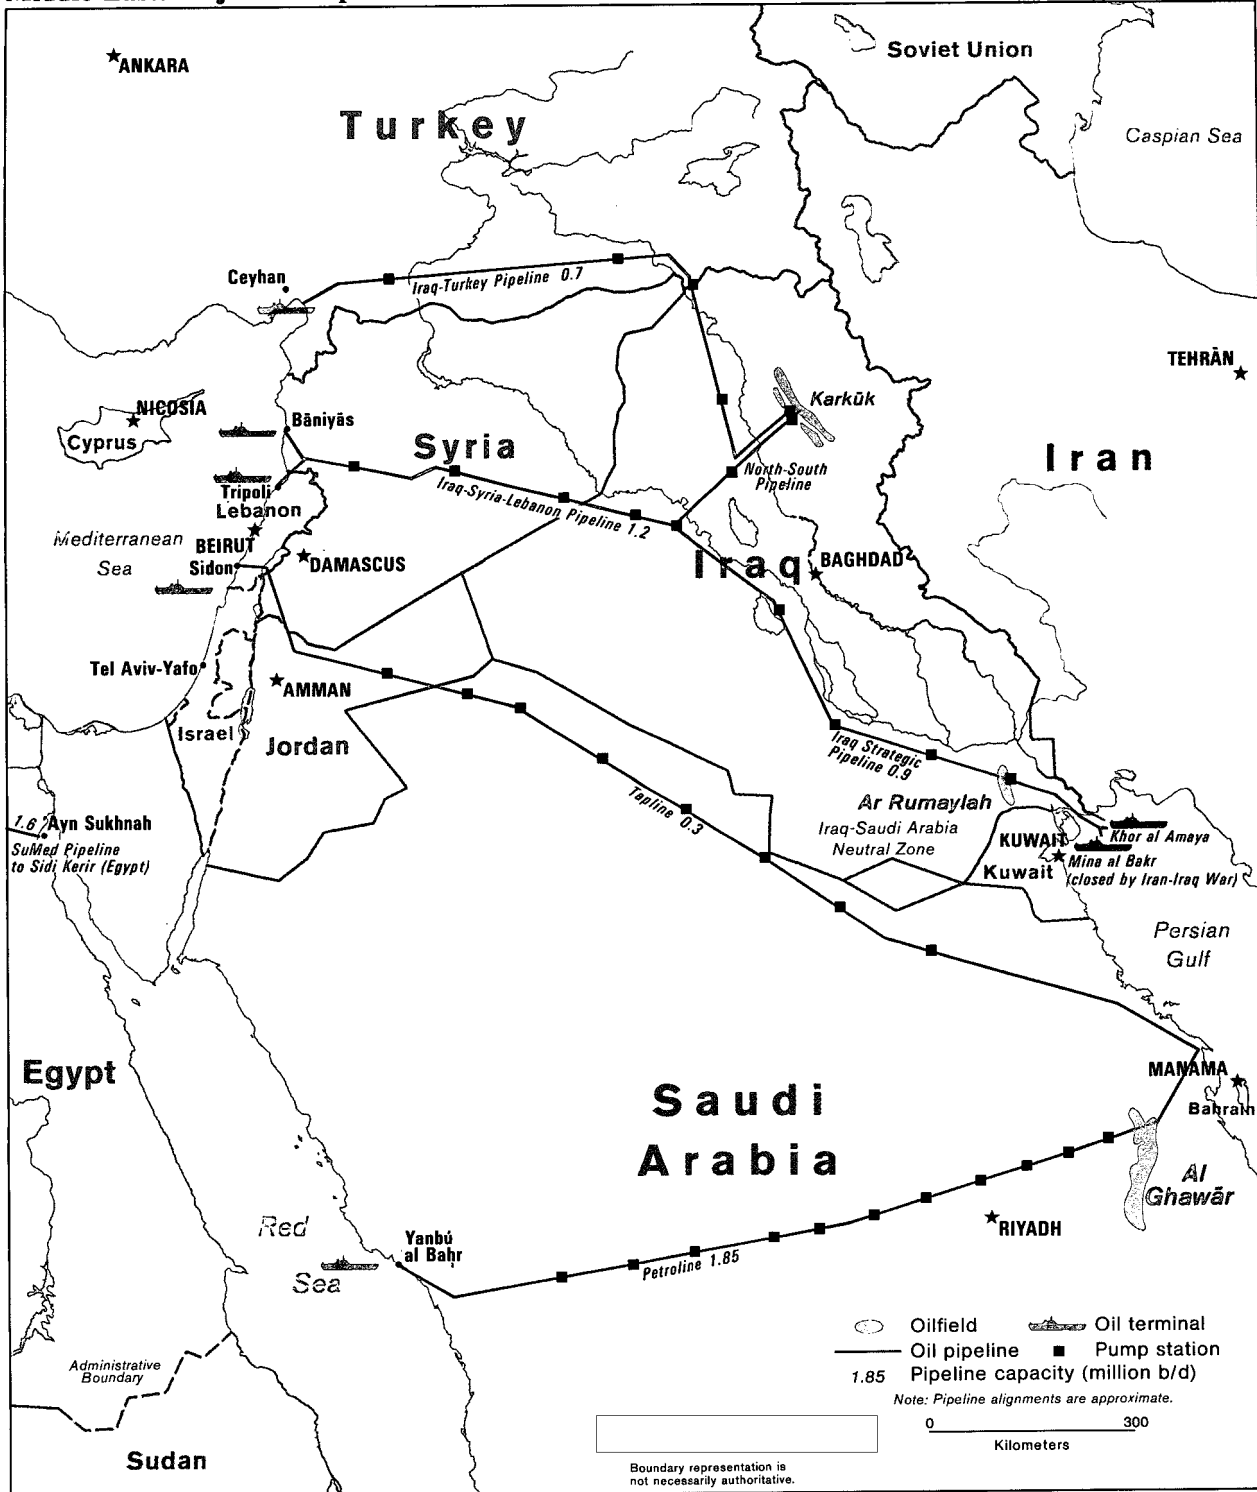 Soviet Union
ANKARA
Turkey
Caspian Sea
Ceyhan
Iraq-Turkey Pipeline 0.7
TEHRĀN
NICOSIA
Cyprus
Bāniyās
Karkūk
Syria
Iran
North-South
Pipeline
Iraq-Syria-Lebanon Pipeline 1.2
Tripoli
Lebanon
Mediterranean
Sea
BEIRUT
Sidon
DAMASCUS
Iraq
BAGHDAD
Tel Aviv-Yafo
AMMAN
Israel
Jordan
Iraq Strategic
Pipeline 0.9
Tapline 0.3
Ar Rumaylah
Iraq-Saudi Arabia
Neutral Zone
1.6
Ayn Sukhnah
SuMed Pipeline
to Sidi Kerir (Egypt)
Khor al Amaya
KUWAIT
Kuwait
Mina al Bakr
(closed by Iran-Iraq War)
Persian
Gulf
Egypt
MANAMA
Bahrain
Saudi
Arabia
Al
Ghawār
RIYADH
Red
Sea
Yanbú
al Baḥr
Petroline 1.85
Oilfield
Oil terminal
Oil pipeline
Pump station
1.85 Pipeline capacity (million b/d)
Note: Pipeline alignments are approximate.
0 300
Kilometers
Administrative
Boundary
Sudan
Boundary representation is
not necessarily authoritative.